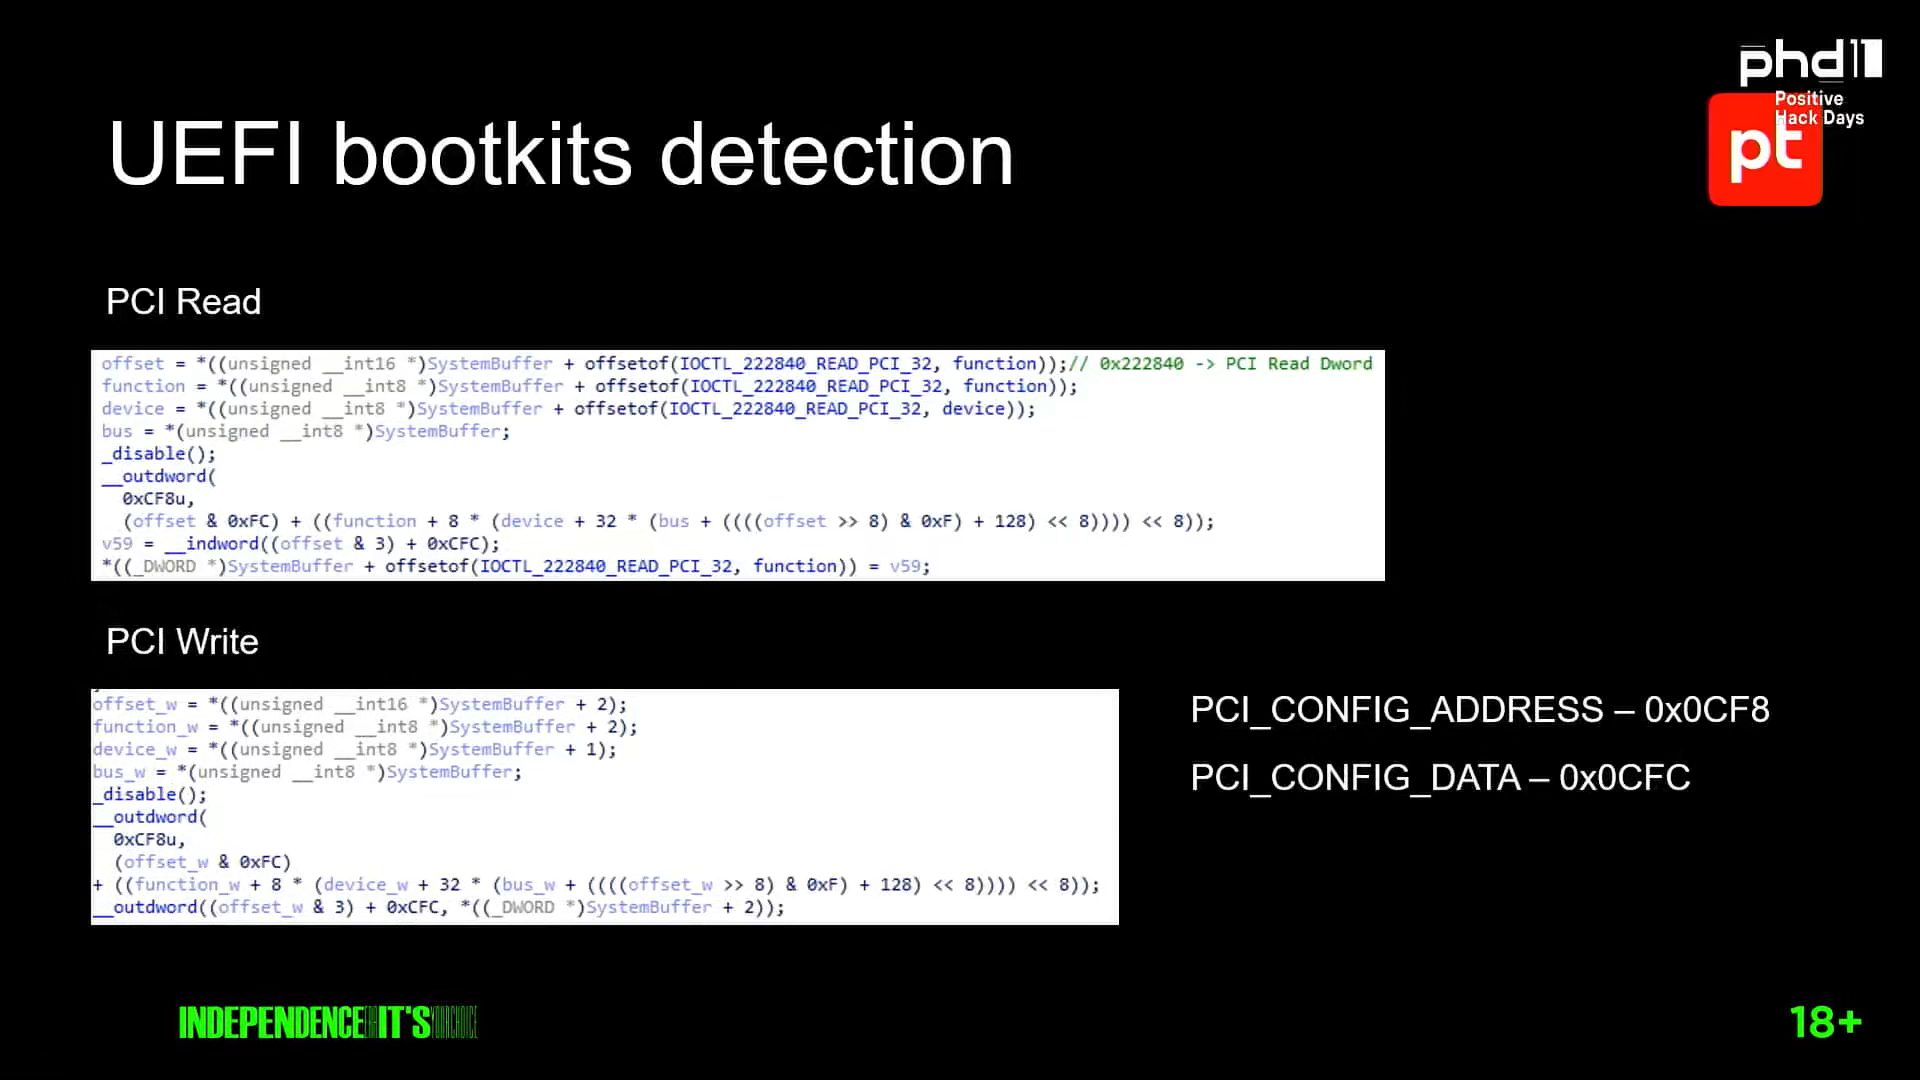 phd11
Positive
Hack Days
pt
UEFI bootkits detection
PCI Read
offset = *((unsigned __int16 *)SystemBuffer + offsetof(IOCTL_222840_READ_PCI_32, function));// 0x222840 -> PCI Read Dword
function = *((unsigned __int8 *)SystemBuffer + offsetof(IOCTL_222840_READ_PCI_32, function));
device = *((unsigned __int8 *)SystemBuffer + offsetof(IOCTL_222840_READ_PCI_32, device));
bus = *(unsigned __int8 *)SystemBuffer;
_disable();
__outdword(
0xCF8u,
(offset & 0xFC) + ((function + 8 * (device + 32 * (bus + ((((offset >> 8) & 0xF) + 128) << 8)))) << 8));
v59 = __indword((offset & 3) + 0xCFC);
*((_DWORD *)SystemBuffer + offsetof(IOCTL_222840_READ_PCI_32, function)) = v59;
PCI Write
offset_w = *((unsigned __int16 *)SystemBuffer + 2);
function_w = *((unsigned __int8 *)SystemBuffer + 2);
device_w = *((unsigned __int8 *)SystemBuffer + 1);
bus_w = *(unsigned __int8 *)SystemBuffer;
_disable();
__outdword(
0xCF8u,
(offset_w & 0xFC)
+ ((function_w + 8 * (device_w + 32 * (bus_w + ((((offset_w >> 8) & 0xF) + 128) << 8)))) << 8));
__outdword((offset_w & 3) + 0xCFC, *((_DWORD *)SystemBuffer + 2));
PCI_CONFIG_ADDRESS – 0x0CF8
PCI_CONFIG_DATA – 0x0CFC
INDEPENDENCE IT'S
18+